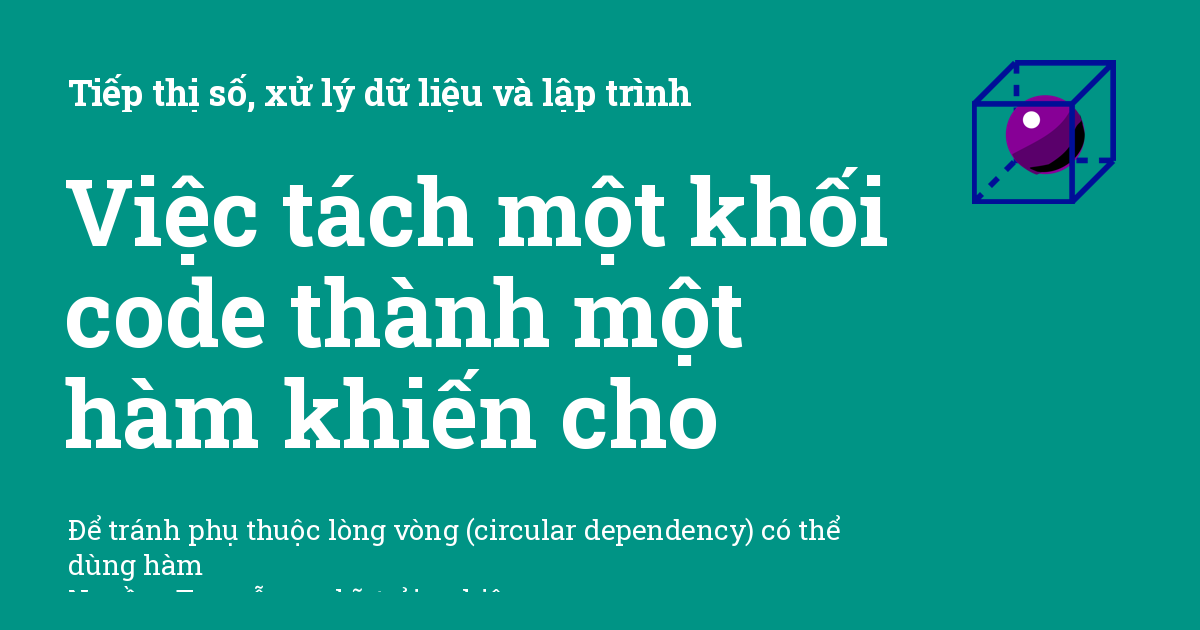 Tiếp thị số, xử lý dữ liệu và lập trình
Việc tách một khối
code thành một
hàm khiến cho
Để tránh phụ thuộc lòng vòng (circular dependency) có thể
dùng hàm